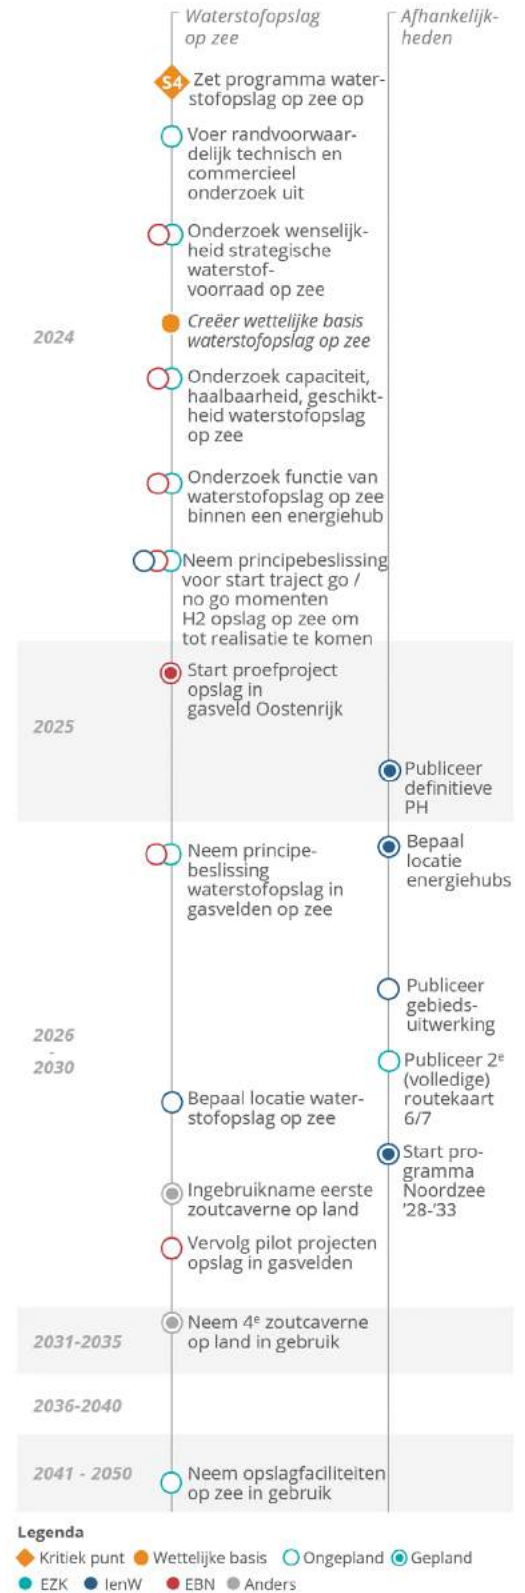 Waterstofopslag
op zee
Afhankelijk-
heden
2024
S4
Zet programma water-
stofopslag op zee op
Voer randvoorwaar-
delijk technisch en
commercieel
onderzoek uit
Onderzoek wenselijk-
heid strategische
waterstof-
voorraad op zee
Creëer wettelijke basis
waterstofopslag op zee
Onderzoek capaciteit,
haalbaarheid, geschikt-
heid waterstofopslag
op zee
Onderzoek functie van
waterstofopslag op zee
binnen een energiehub
Neem principebeslissing
voor start traject go /
no go momenten
H2 opslag op zee om
tot realisatie te komen
2025
Start proefproject
opslag in
gasveld Oostenrijk
Publiceer
definitieve
PH
2026
-
2030
Neem principe-
beslissing
waterstofopslag in
gasvelden op zee
Bepaal
locatie
energiehubs
Publiceer
gebieds-
uitwerking
Publiceer 2e
(volledige)
routekaart
6/7
Bepaal locatie water-
stofopslag op zee
Start pro-
gramma
Noordzee
'28-'33
Ingebruikname eerste
zoutcaverne op land
Vervolg pilot projecten
opslag in gasvelden
2031-2035
Neem 4e zoutcaverne
op land in gebruik
2036-2040
2041 - 2050
Neem opslagfaciliteiten
op zee in gebruik
Legenda
Kritiek punt Wettelijke basis Ongepland Gepland
EZK IenW EBN Anders